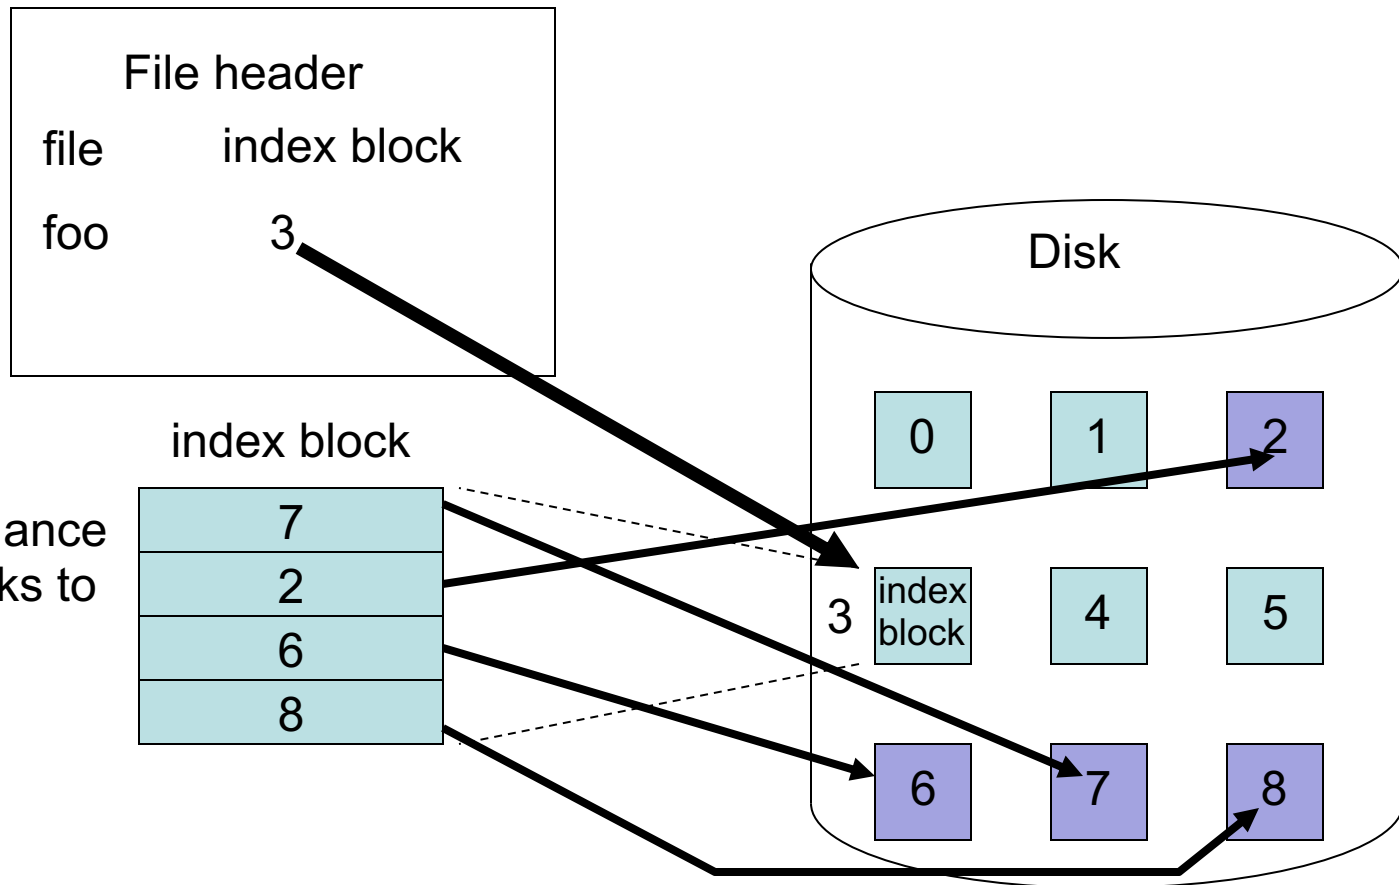 File header
file index block
foo 3
Disk
index block
7
2
6
8
ks to
0 1 2
3 index block 4 5
6 7 8